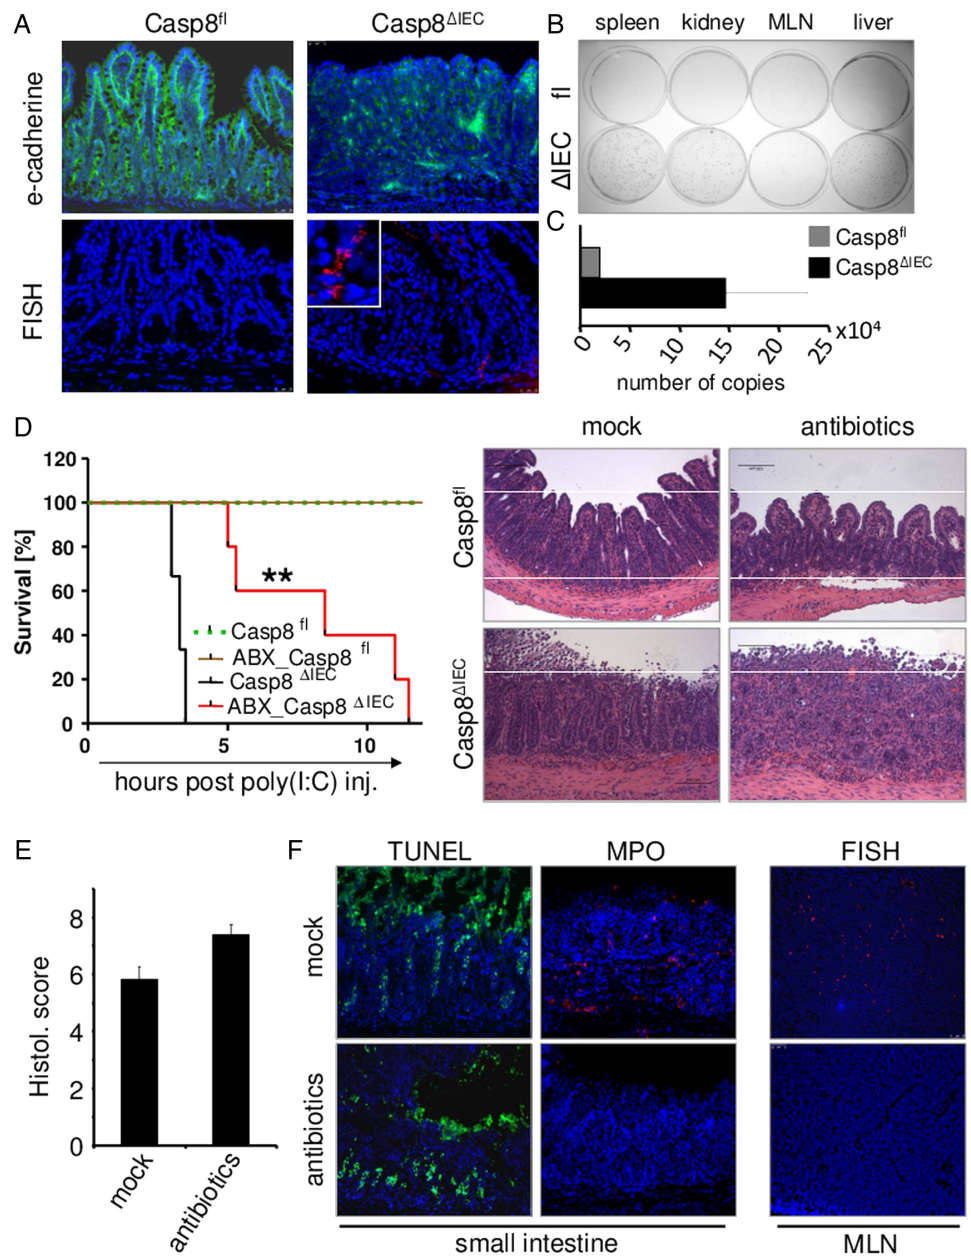 A
Casp8fl
Casp8ΔIEC
e-cadherine
FISH
B
spleen kidney MLN liver
fl
ΔIEC
C
Casp8fl
Casp8ΔIEC
0 5 10 15 20 25 x10⁴
number of copies
D
120
100
80
60
40
20
0
Survival [%]
**
Casp8 fl
ABX_Casp8 fl
Casp8 ΔIEC
ABX_Casp8 ΔIEC
0 5 10
hours post poly(I:C) inj.
mock antibiotics
Casp8fl
Casp8ΔIEC
E
8
6
4
2
0
Histol. score
mock
antibiotics
F
TUNEL MPO FISH
mock
antibiotics
small intestine MLN